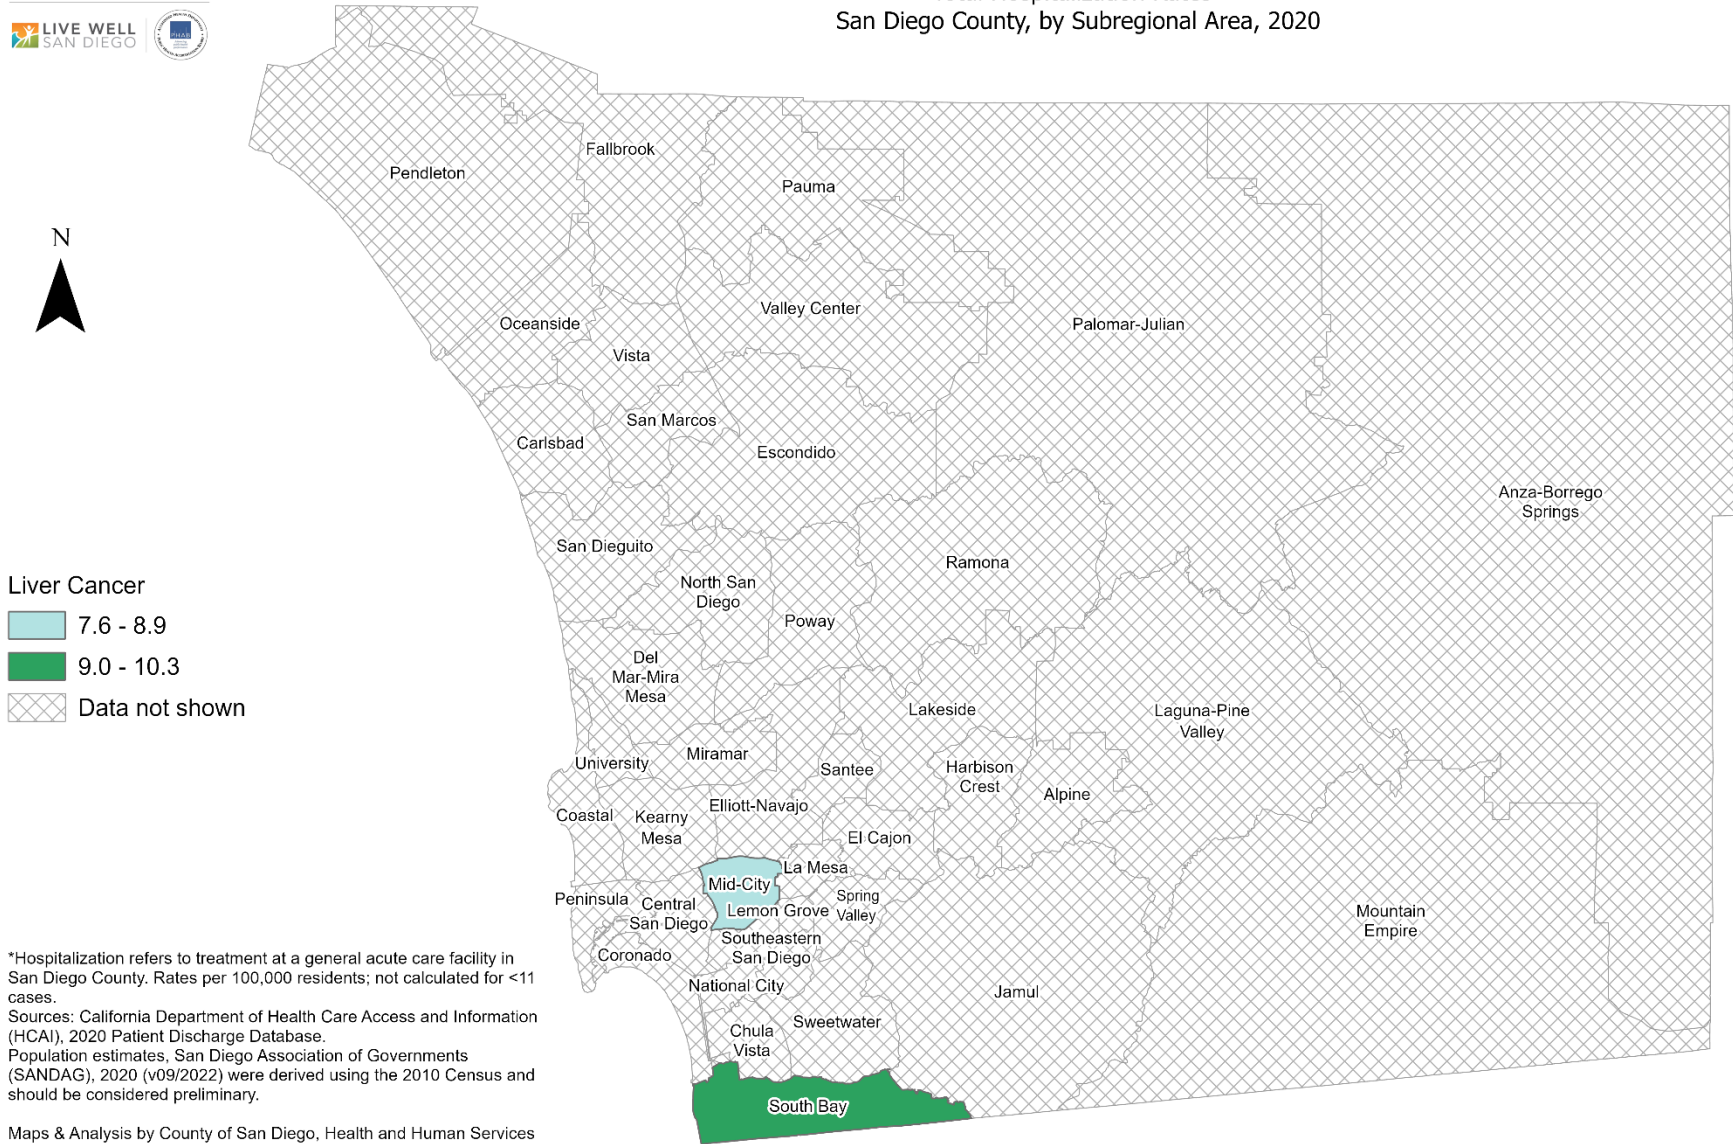 San Diego County, by Subregional Area, 2020
LIVE WELL
SAN DIEGO
PHAB
N
Fallbrook
Pendleton
Pauma
Valley Center
Oceanside
Palomar-Julian
Vista
San Marcos
Carlsbad
Escondido
Anza-Borrego
Springs
San Dieguito
Ramona
North San
Diego
Poway
Del
Mar-Mira
Mesa
Lakeside
Laguna-Pine
Valley
Miramar
University
Santee
Harbison
Crest
Alpine
Elliott-Navajo
Coastal
Kearny
Mesa
El Cajon
La Mesa
Mid-City
Peninsula
Central
San Diego
Lemon Grove
Spring
Valley
Mountain
Empire
Southeastern
San Diego
Coronado
National City
Jamul
Sweetwater
Chula
Vista
South Bay
Liver Cancer
7.6 - 8.9
9.0 - 10.3
Data not shown
*Hospitalization refers to treatment at a general acute care facility in
San Diego County. Rates per 100,000 residents; not calculated for <11
cases.
Sources: California Department of Health Care Access and Information
(HCAI), 2020 Patient Discharge Database.
Population estimates, San Diego Association of Governments
(SANDAG), 2020 (v09/2022) were derived using the 2010 Census and
should be considered preliminary.
Maps & Analysis by County of San Diego, Health and Human Services